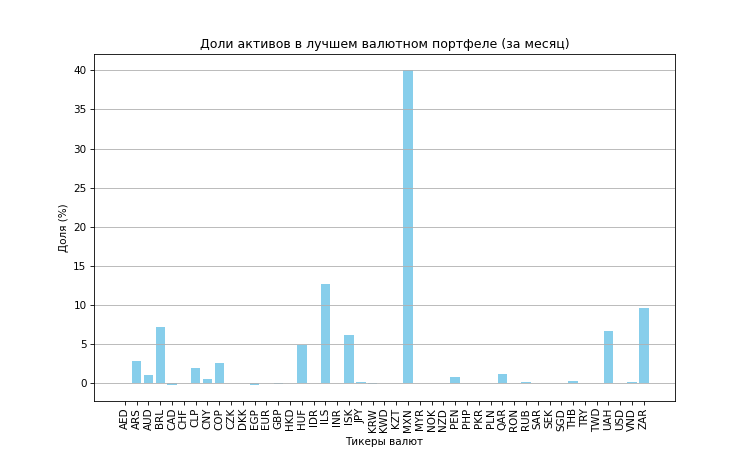 Доли активов в лучшем валютном портфеле (за месяц)
Доля (%)
40
35
30
25
20
15
10
5
0
AED
ARS
AUD
BRL
CAD
CHF
CLP
CNY
COP
CZK
DKK
EGP
EUR
GBP
HKD
HUF
IDR
ILS
INR
ISK
JPY
KRW
KWD
KZT
MXN
MYR
NOK
NZD
PEN
PHP
PKR
PLN
QAR
RON
RUB
SAR
SEK
SGD
THB
TRY
TWD
UAH
USD
VND
ZAR
Тикеры валют